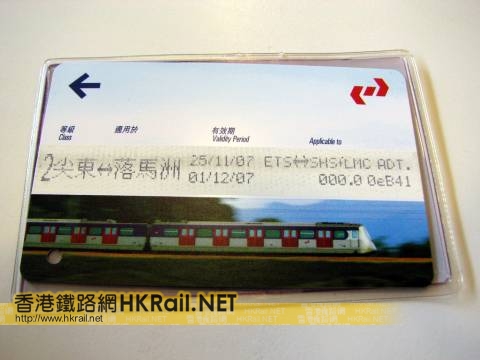 等級 適用於 有效期 
Class Validity Period Applicable to
2 尖東↔落馬洲 25/11/07 ETS↔SHS/LMC ADT.
01/12/07 000.0 0eB41
香港鐵路網HKRail.NET
http://www.hkrail.net